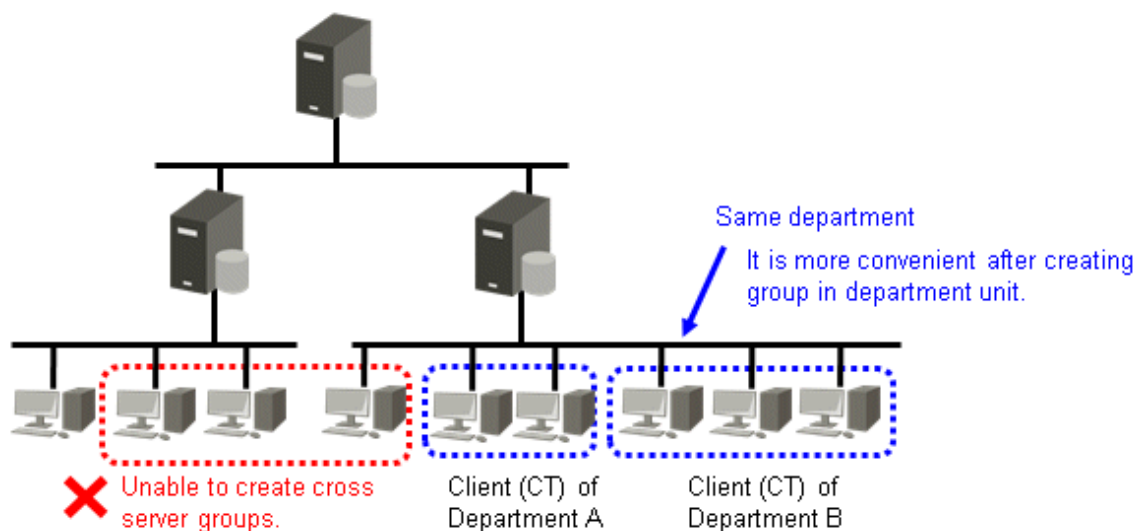 Same department
It is more convenient after creating
group in department unit.
Unable to create cross
server groups.
Client (CT) of
Department A
Client (CT) of
Department B